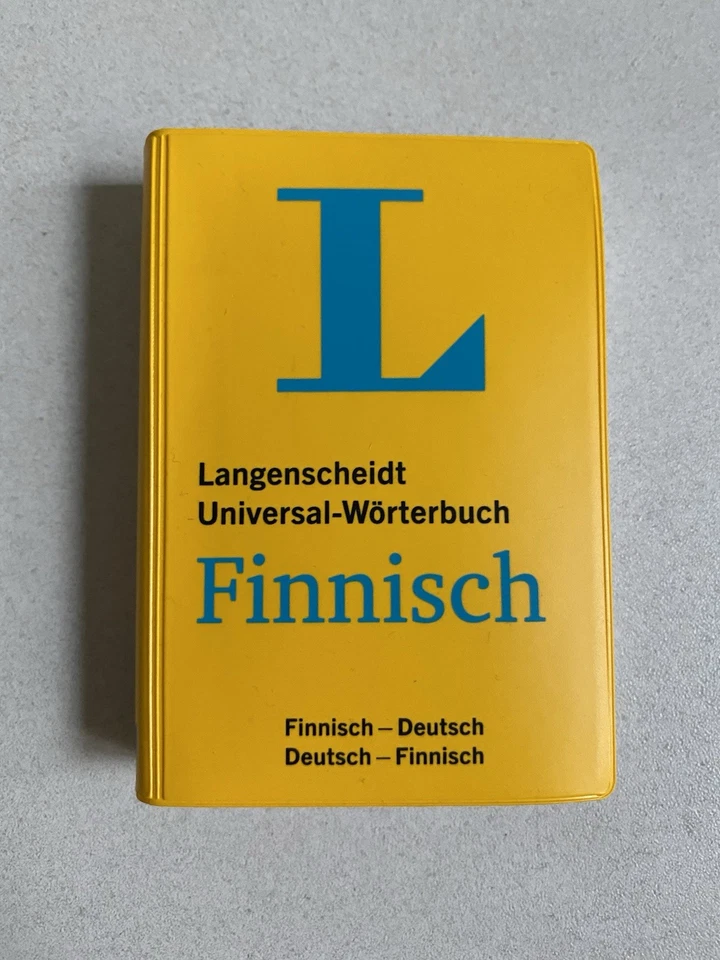 L
Langenscheidt
Universal-Wörterbuch
Finnisch
Finnisch – Deutsch
Deutsch – Finnisch